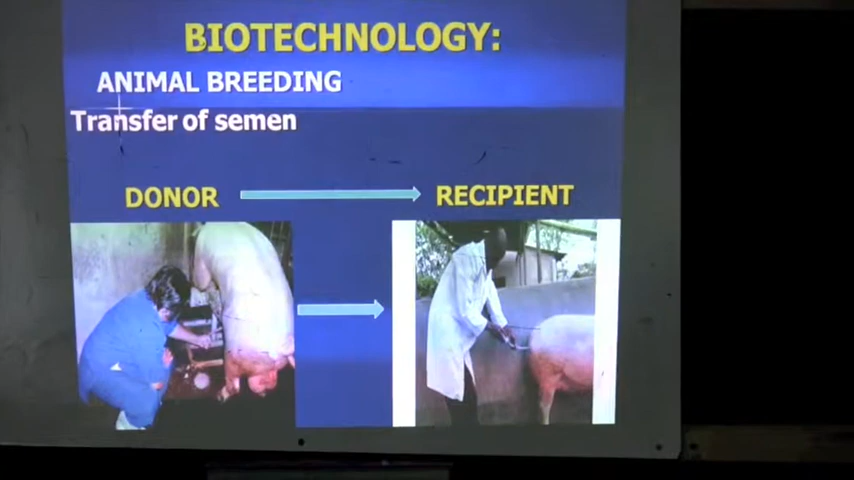 BIOTECHNOLOGY:
ANIMAL BREEDING
Transfer of semen
DONOR
RECIPIENT